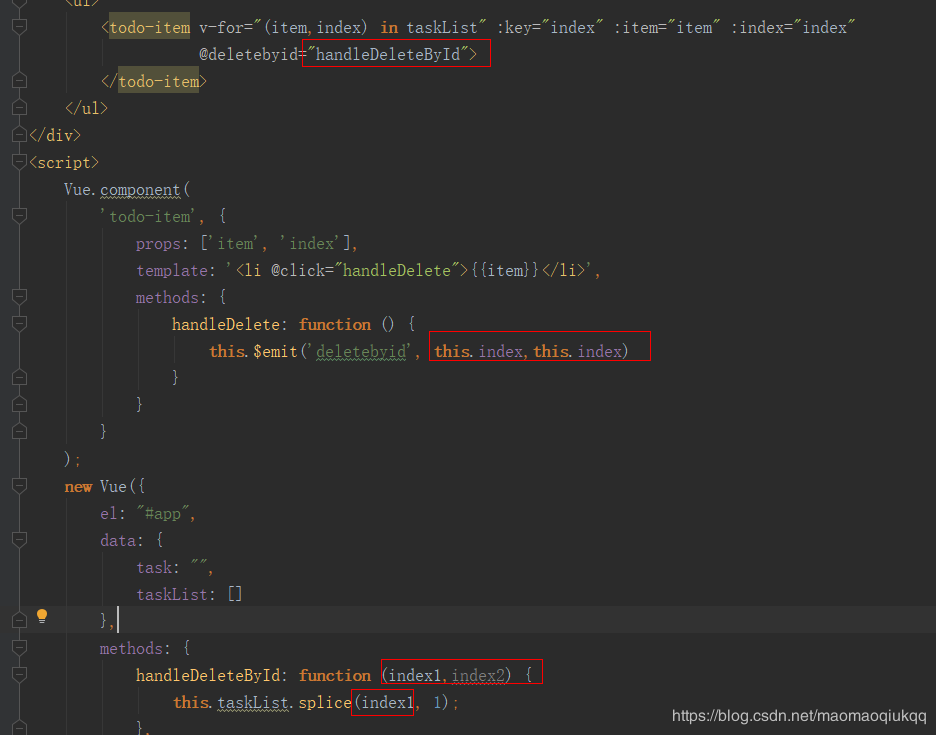 <ul>
<todo-item v-for="(item,index) in taskList" :key="index" :item="item" :index="index"
@deletebyid="handleDeleteById">
</todo-item>
</ul>
</div>
<script>
Vue.component(
'todo-item', {
props: ['item', 'index'],
template: '<li @click="handleDelete">{{item}}</li>',
methods: {
handleDelete: function () {
this.$emit('deletebyid', this.index,this.index)
}
}
}
);
new Vue({
el: "#app",
data: {
task: "",
taskList: []
},
methods: {
handleDeleteById: function (index1,index2) {
this.taskList.splice(index1, 1);
},
https://blog.csdn.net/maomaoqiukqq